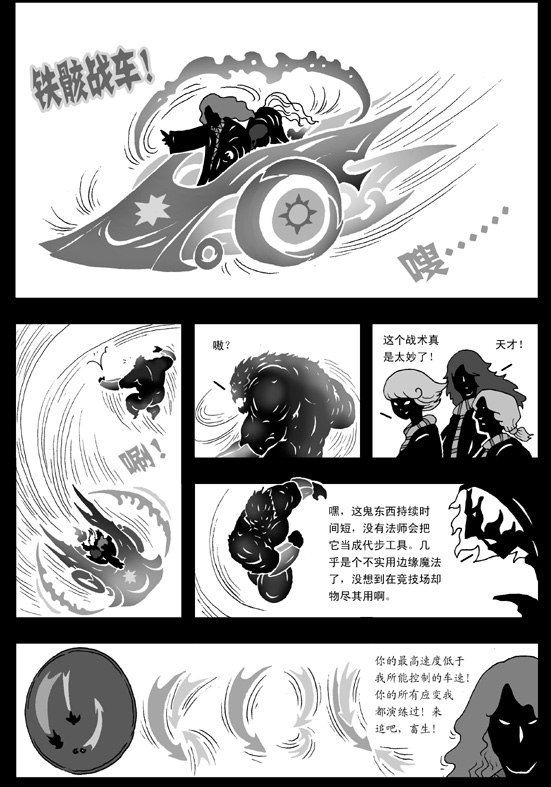 铁骸战车！
嗖……
唰！
嗷？
这个战术真
是太妙了！
天才！
嘿，这鬼东西持续时
间短，没有法师会把
它当成代步工具。几
乎是个不实用边缘魔法
了，没想到在竞技场却
物尽其用啊。
你的最高速度低于
我所能控制的车速！
你的所有应变我
都演练过！来
追吧，畜生！